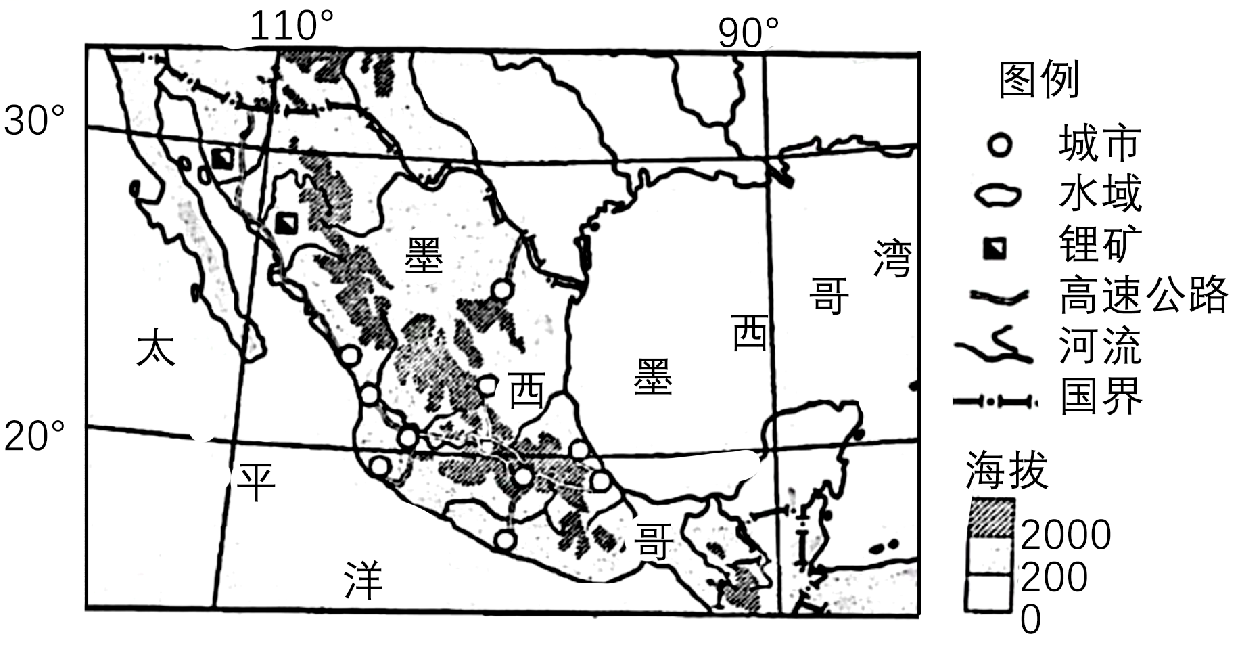 110°
90°
30°
20°
墨
西
哥
墨
西
哥
湾
太
平
洋
图例
城市
水域
锂矿
高速公路
河流
国界
海拔
2000
200
0